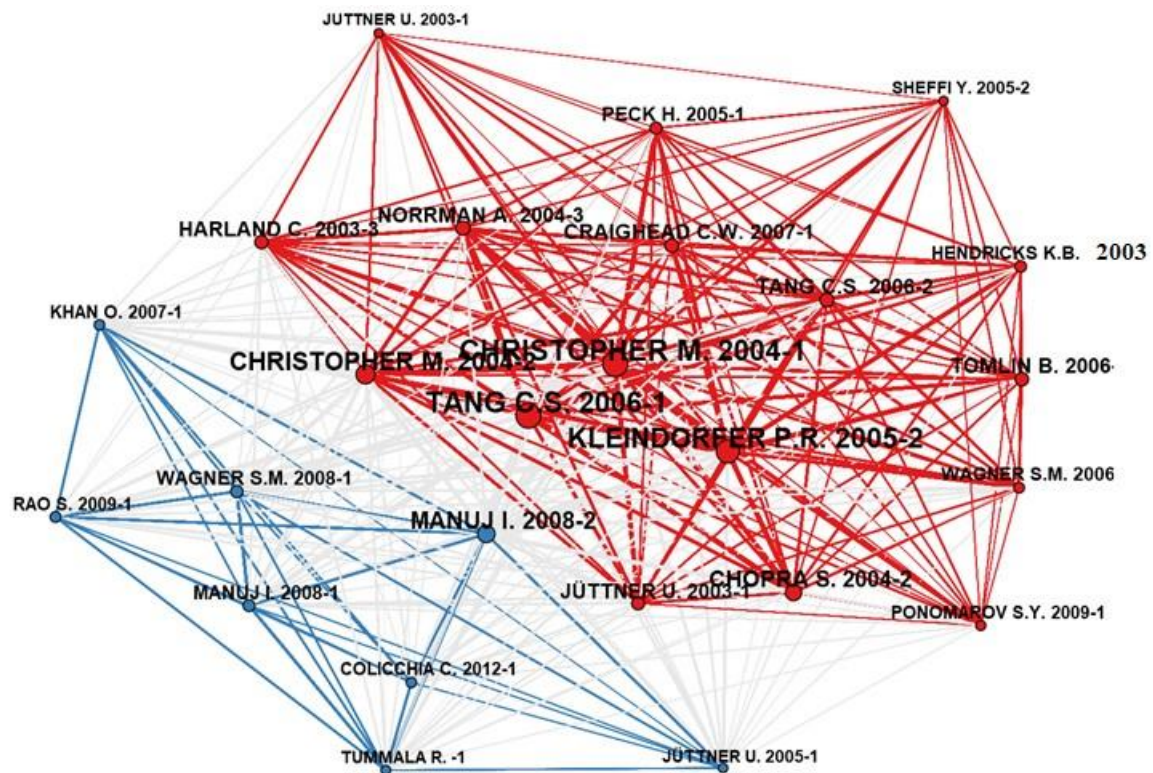 JUTTNER U. 2003-1
SHEFFI Y. 2005-2
PECK H. 2005-1
NORRMAN A. 2004-3
HARLAND C. 2003-3
CRAIGHEAD C.W. 2007-1
HENDRICKS K.B. 2003
TANG C.S. 2006-2
KHAN O. 2007-1
CHRISTOPHER M. 2004-1
CHRISTOPHER M. 2004-2
TOMLIN B. 2006-
TANG C.S. 2006-1
KLEINDORFER P.R. 2005-2
WAGNER S.M. 2008-1
WAGNER S.M. 2006
RAO S. 2009-1
MANUJ I. 2008-2
CHOPRA S. 2004-2
MANUJ I. 2008-1
JÜTTNER U. 2003-1
PONOMAROV S.Y. 2009-1
COLICCHIA C. 2012-1
TUMMALA R. -1
JÜTTNER U. 2005-1